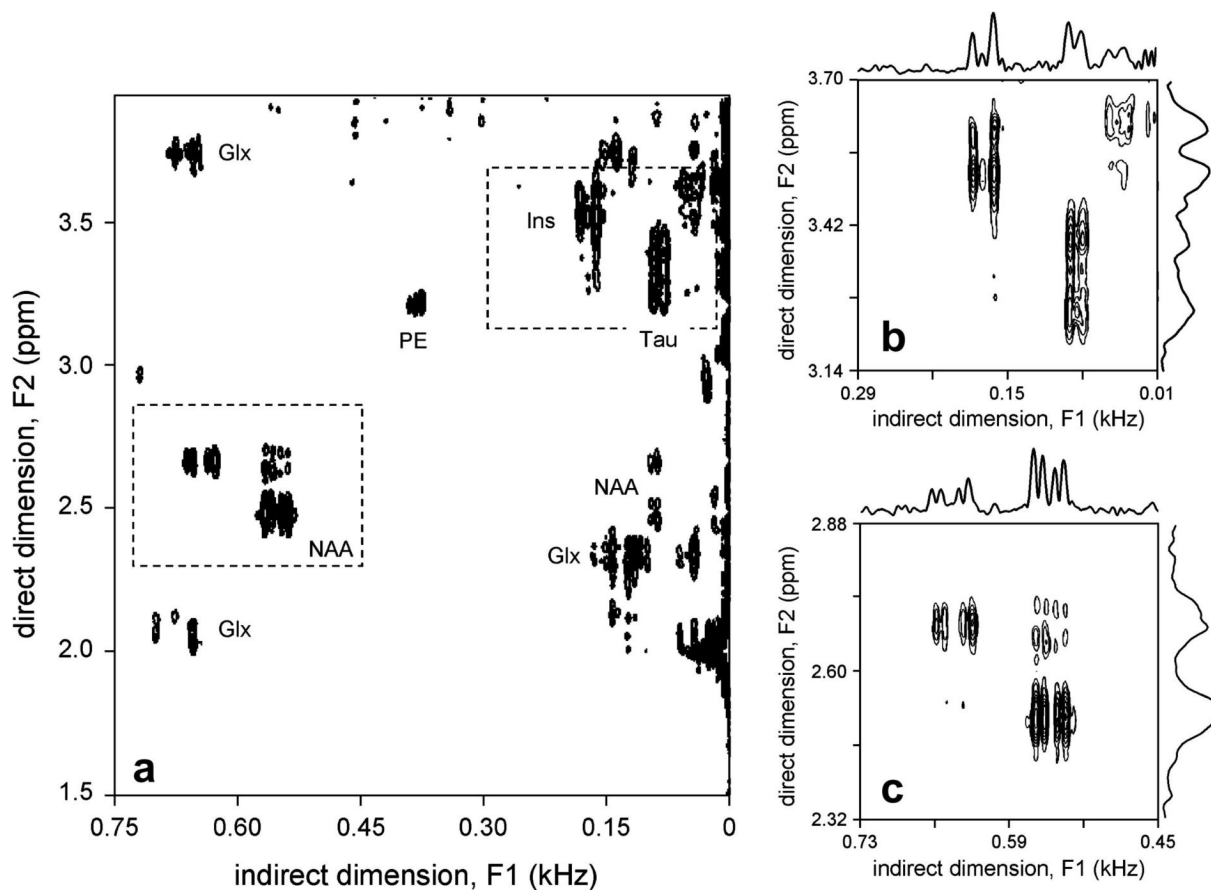 direct dimension, F2 (ppm)
3.5
3.0
2.5
2.0
1.5
Glx
Ins
PE
Tau
NAA
NAA
Glx
Glx
a
0.75
0.60
0.45
0.30
0.15
0
indirect dimension, F1 (kHz)
direct dimension, F2 (ppm)
3.70
3.42
3.14
b
0.29
0.15
0.01
indirect dimension, F1 (kHz)
direct dimension, F2 (ppm)
2.88
2.60
2.32
c
0.73
0.59
0.45
indirect dimension, F1 (kHz)